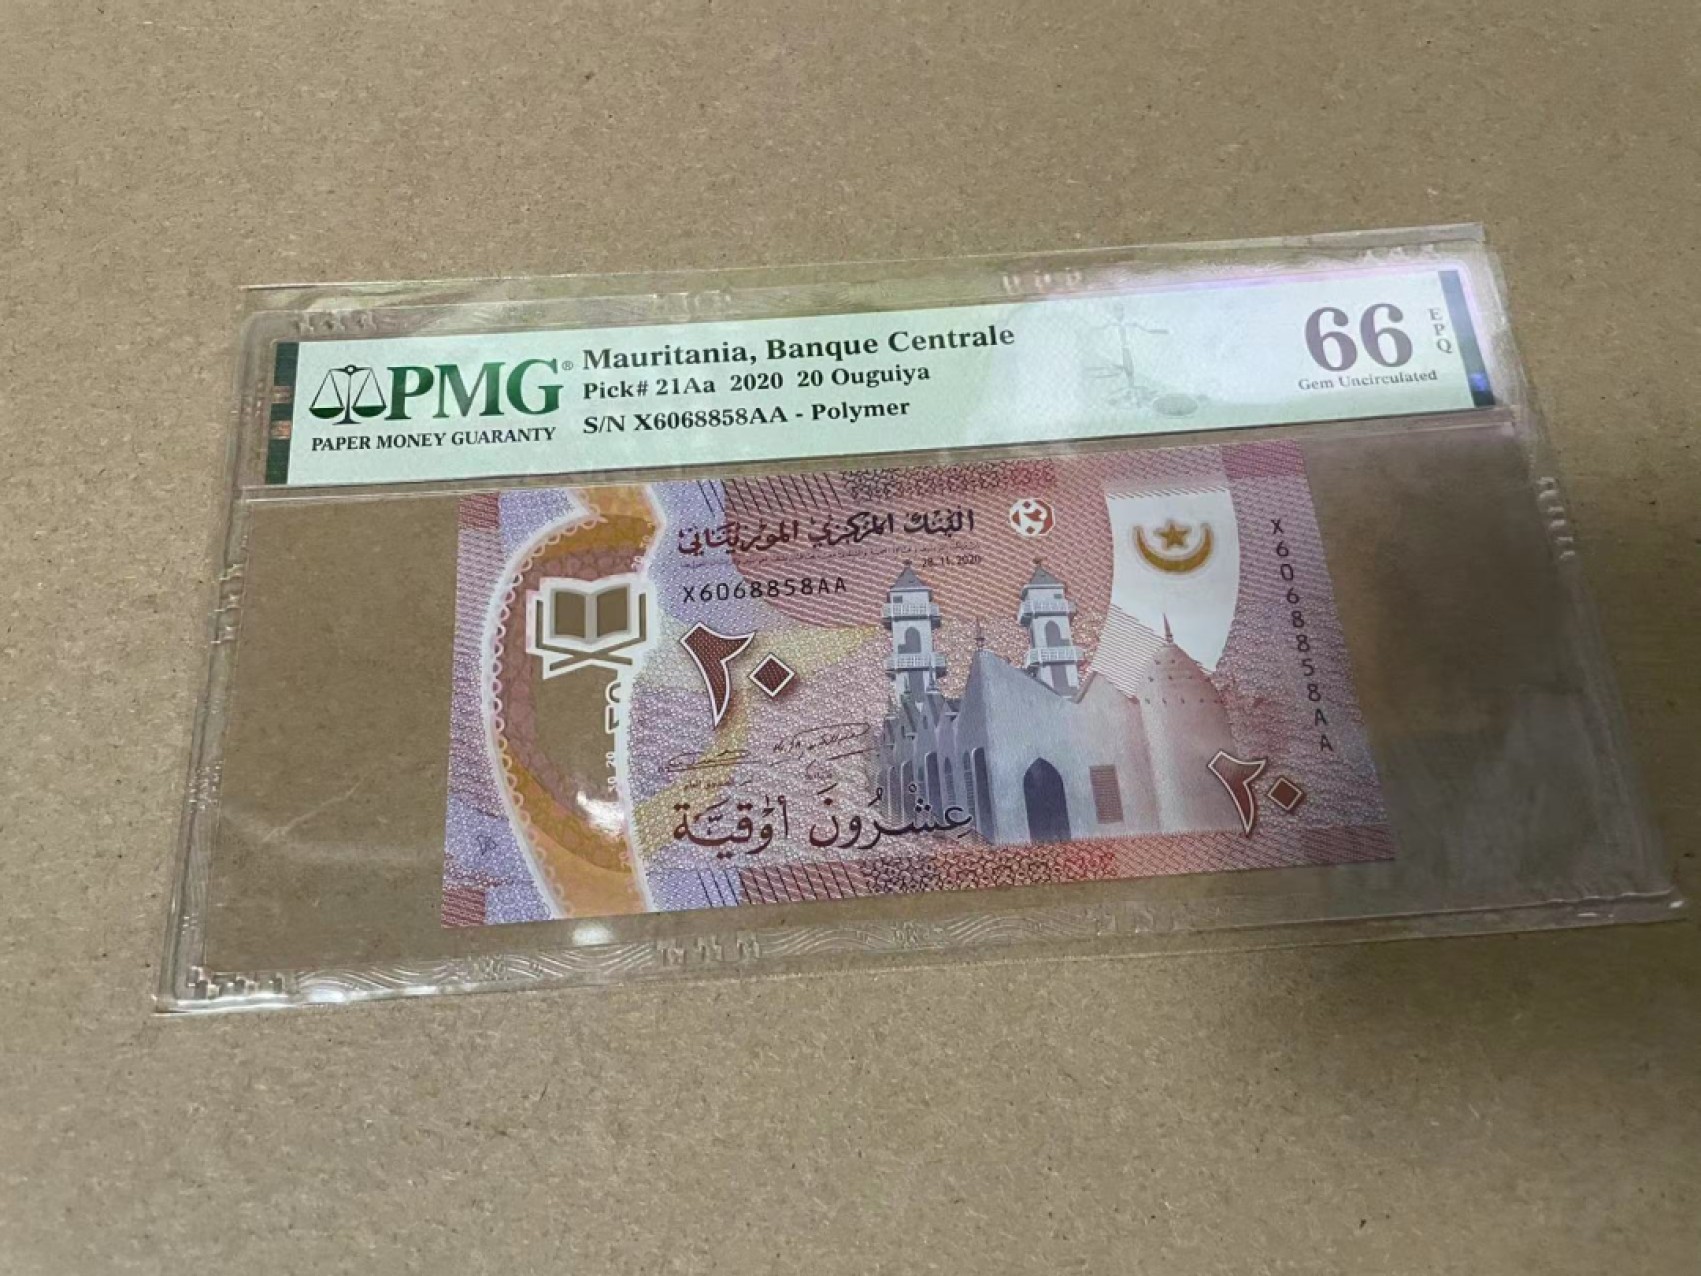 PMG®
PAPER MONEY GUARANTY
Mauritania, Banque Centrale
Pick# 21Aa 2020 20 Ouguiya
S/N X6068858AA - Polymer
66 EPQ
Gem Uncirculated
البنك المركزي الموريتاني
28.11.2020
X6068858AA
٢٠
عِشْرُونَ أُوْقِيَّة
٢٠
X6068858AA